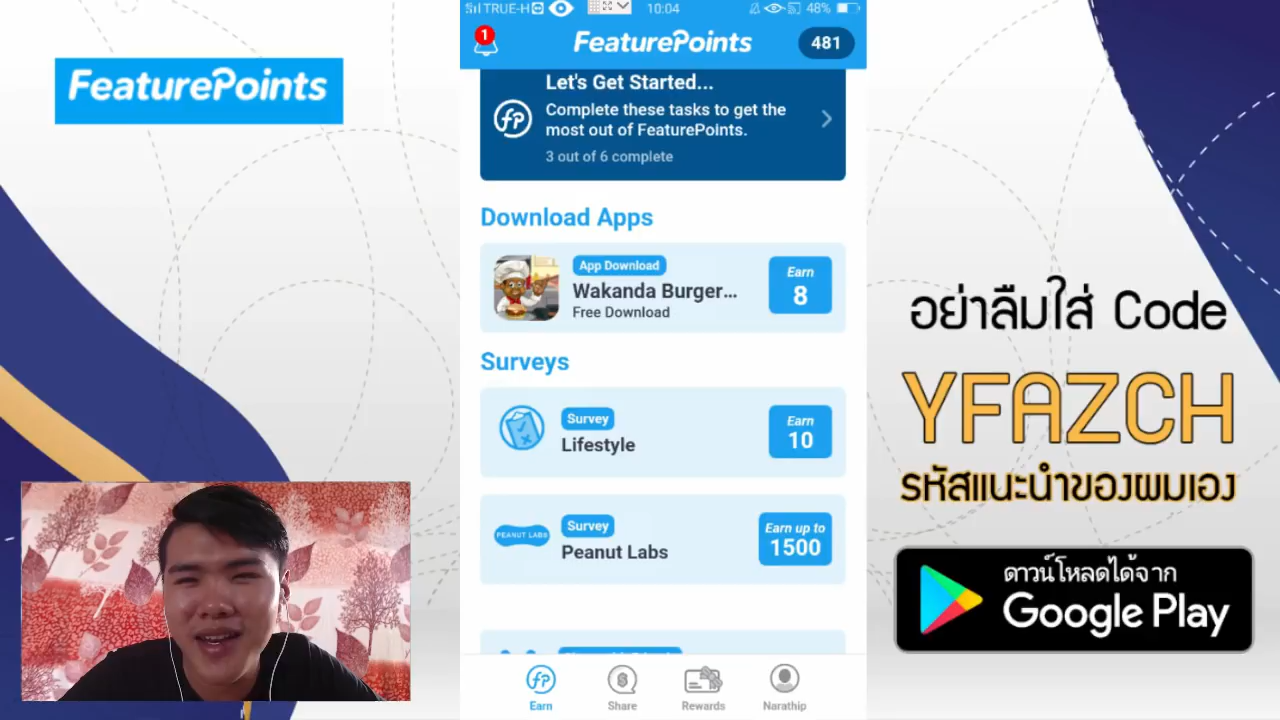 FeaturePoints
TRUE-H
10:04
48%
1
FeaturePoints
481
Let's Get Started...
Complete these tasks to get the
most out of FeaturePoints.
3 out of 6 complete
Download Apps
App Download
Wakanda Burger...
Free Download
Earn
8
Surveys
Survey
Lifestyle
Earn
10
PEANUT LABS
Survey
Peanut Labs
Earn up to
1500
Earn
Share
Rewards
Narathip
อย่าลืมใส่ Code
YFAZCH
รหัสแนะนำของผมเอง
ดาวน์โหลดได้จาก
Google Play